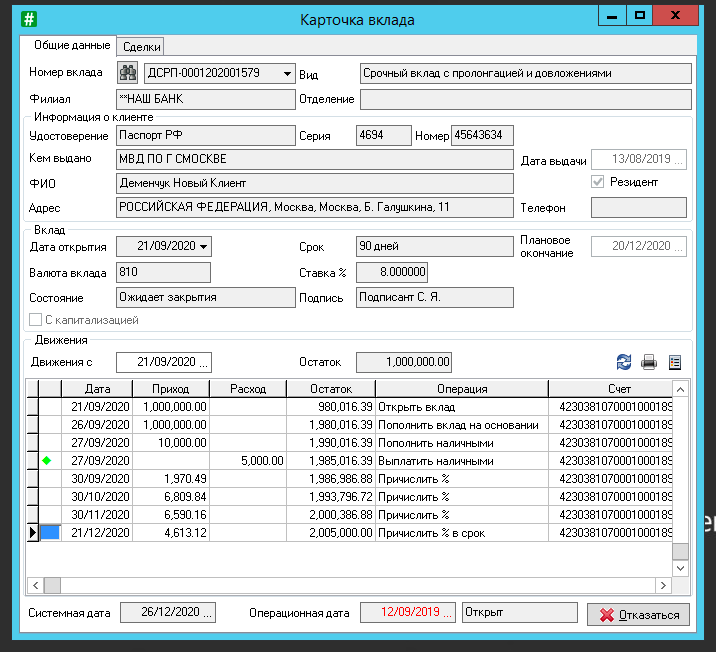 # Карточка вклада
Общие данные Сделки
Номер вклада ДСРП-0001202001579 Вид Срочный вклад с пролонгацией и довложениями
Филиал **НАШ БАНК Отделение
Информация о клиенте
Удостоверение Паспорт РФ Серия 4694 Номер 45643634
Кем выдано МВД ПО Г СМОСКВЕ Дата выдачи 13/08/2019 ...
ФИО Деменчук Новый Клиент Резидент
Адрес РОССИЙСКАЯ ФЕДЕРАЦИЯ, Москва, Москва, Б. Галушкина, 11 Телефон
Вклад
Дата открытия 21/09/2020 Срок 90 дней Плановое окончание 20/12/2020 ...
Валюта вклада 810 Ставка % 8.000000
Состояние Ожидает закрытия Подпись Подписант С. Я.
С капитализацией
Движения
Движения с 21/09/2020 ... Остаток 1,000,000.00
Дата Приход Расход Остаток Операция Счет
21/09/2020 1,000,000.00 980,016.39 Открыть вклад 4230381070001000189
26/09/2020 1,000,000.00 1,980,016.39 Пополнить вклад на основании 4230381070001000189
27/09/2020 10,000.00 1,990,016.39 Пополнить наличными 4230381070001000189
27/09/2020 5,000.00 1,985,016.39 Выплатить наличными 4230381070001000189
30/09/2020 1,970.49 1,986,986.88 Причислить % 4230381070001000189
30/10/2020 6,809.84 1,993,796.72 Причислить % 4230381070001000189
30/11/2020 6,590.16 2,000,386.88 Причислить % 4230381070001000189
21/12/2020 4,613.12 2,005,000.00 Причислить % в срок 4230381070001000189
Системная дата 26/12/2020 ... Операционная дата 12/09/2019 ... Открыт Отказаться